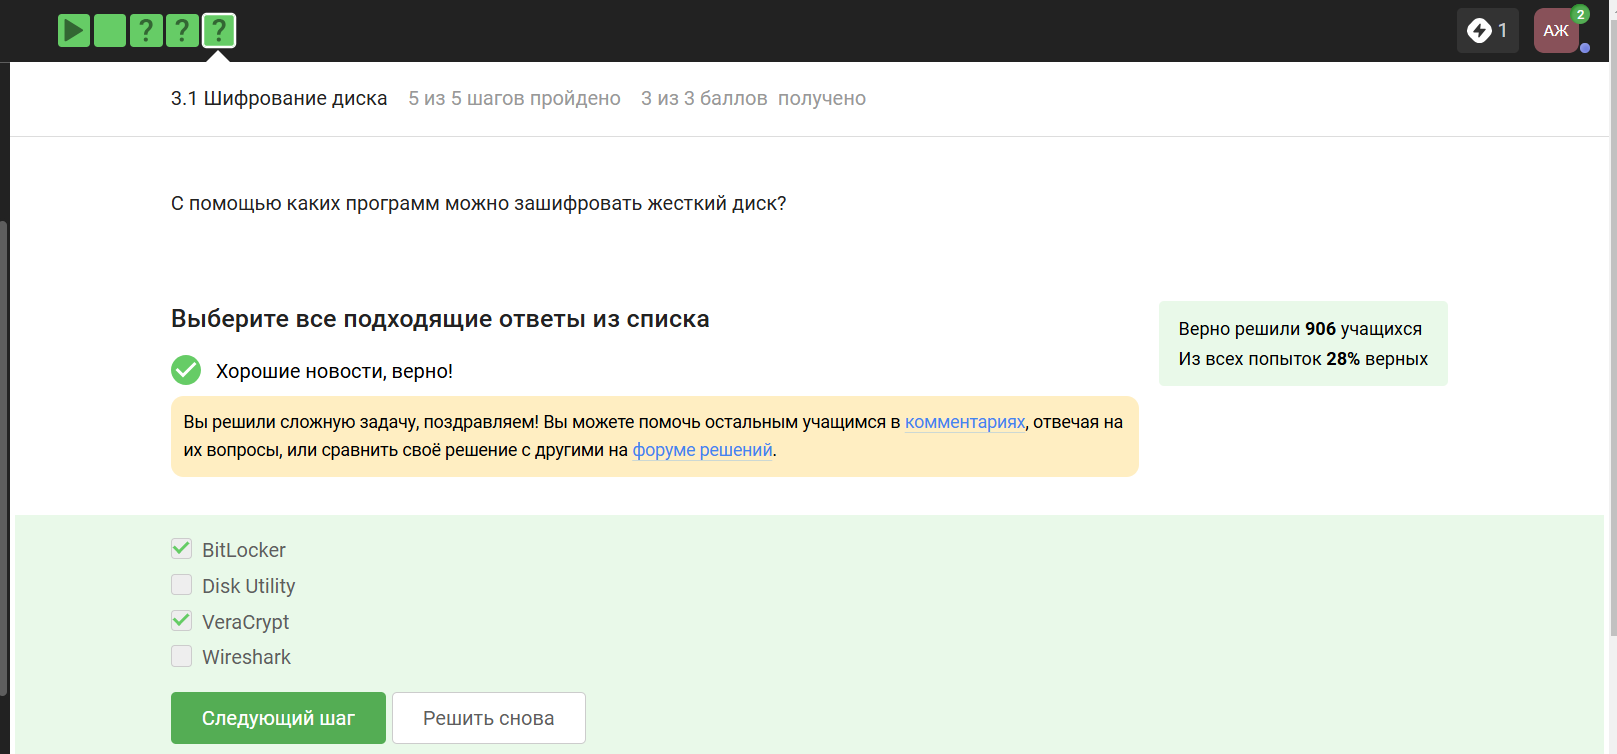 ? ? ?
1
АЖ
2
3.1 Шифрование диска 5 из 5 шагов пройдено 3 из 3 баллов получено
С помощью каких программ можно зашифровать жесткий диск?
Выберите все подходящие ответы из списка
Хорошие новости, верно!
Верно решили 906 учащихся
Из всех попыток 28% верных
Вы решили сложную задачу, поздравляем! Вы можете помочь остальным учащимся в комментариях, отвечая на
их вопросы, или сравнить своё решение с другими на форуме решений.
BitLocker
Disk Utility
VeraCrypt
Wireshark
Следующий шаг
Решить снова